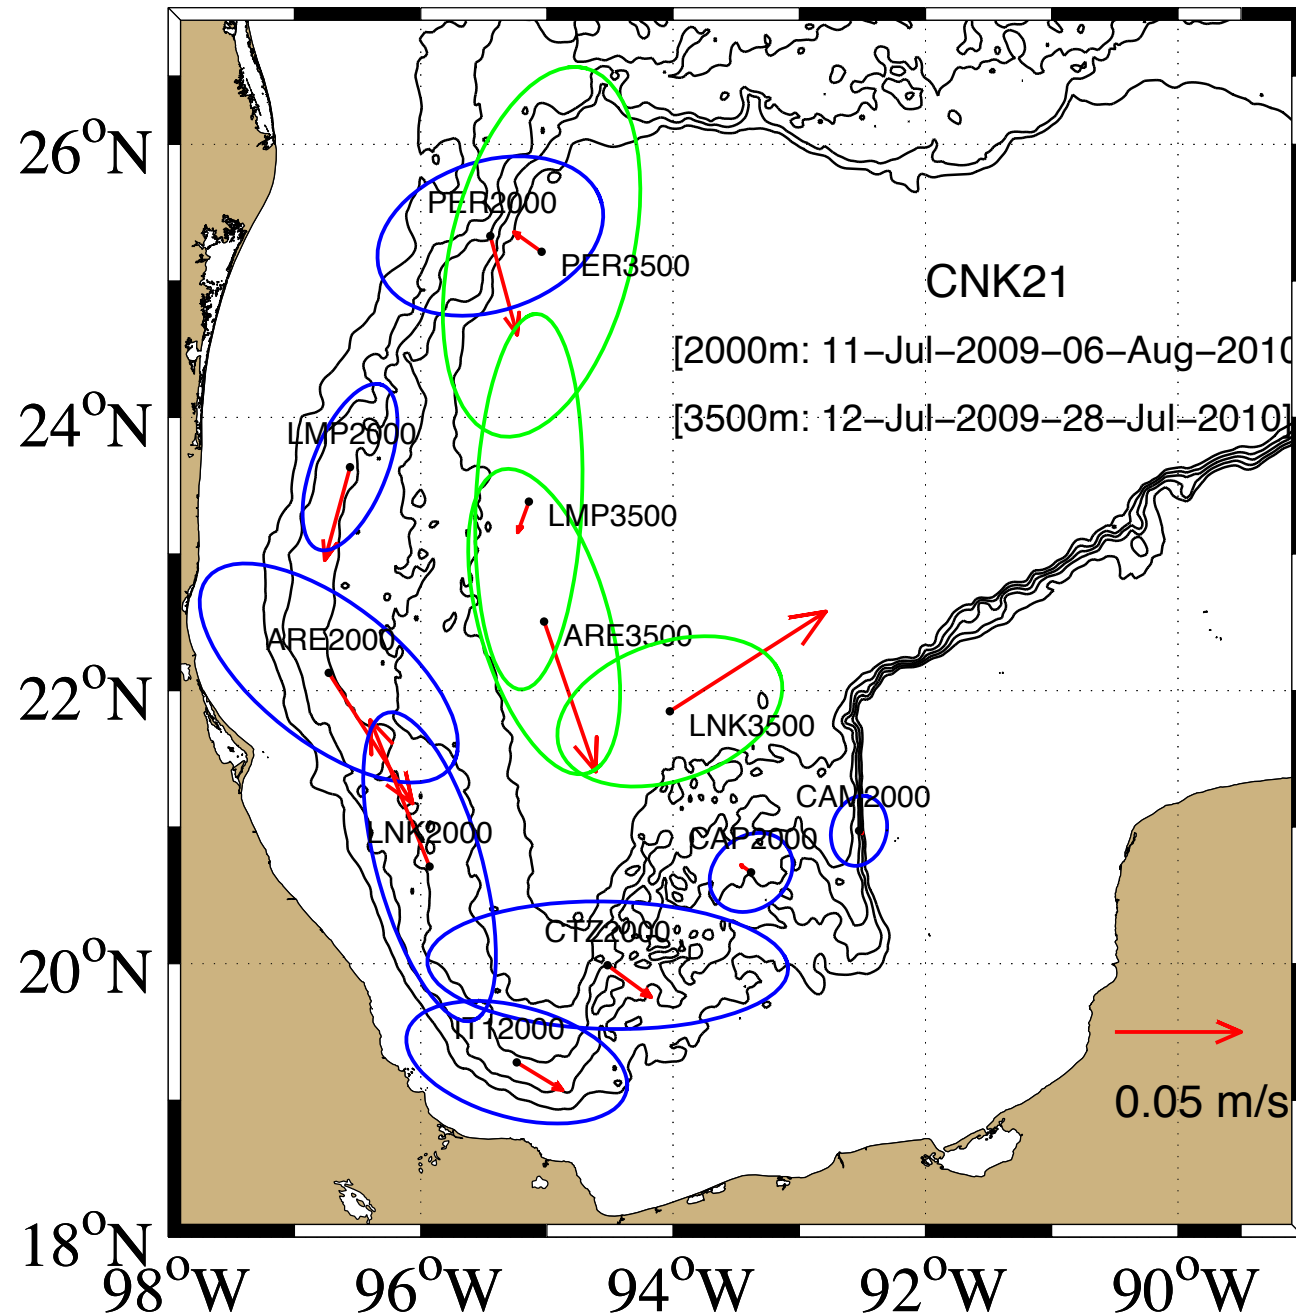 26°N
PER2000
PER3500
CNK21
[2000m: 11−Jul−2009−06−Aug−2010
[3500m: 12−Jul−2009−28−Jul−2010]
24°N
LMP2000
LMP3500
ARE2000
ARE3500
22°N
LNK3500
CAM2000
LNK2000
CAP2000
CTZ2000
20°N
IT12000
0.05 m/s
18°N
98°W 96°W 94°W 92°W 90°W